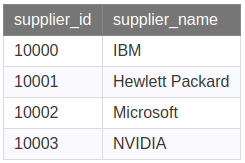 supplier_id supplier_name
10000 IBM
10001 Hewlett Packard
10002 Microsoft
10003 NVIDIA